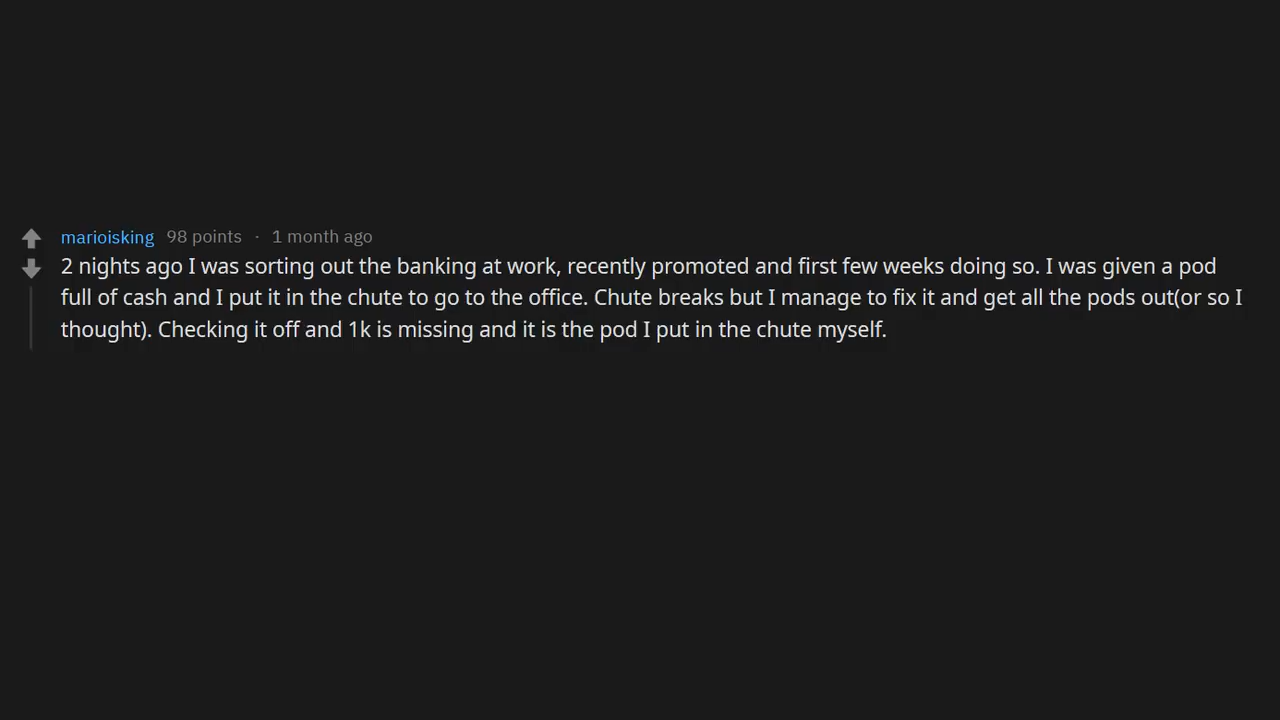 marioisking 98 points · 1 month ago
2 nights ago I was sorting out the banking at work, recently promoted and first few weeks doing so. I was given a pod
full of cash and I put it in the chute to go to the office. Chute breaks but I manage to fix it and get all the pods out(or so I
thought). Checking it off and 1k is missing and it is the pod I put in the chute myself.